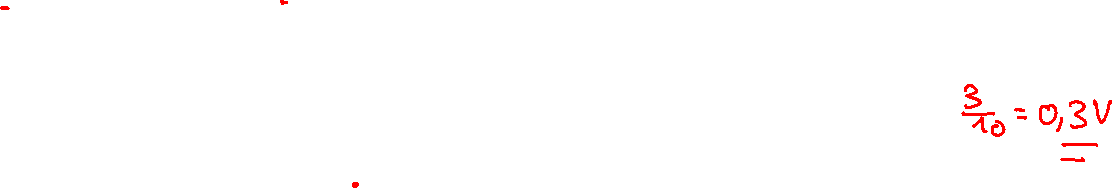 3/10 = 0,3V